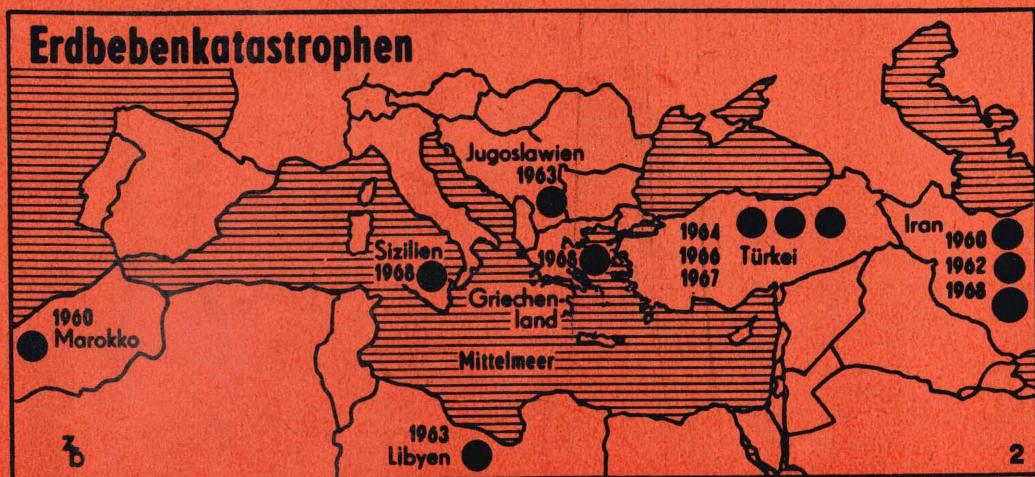 Erdbebenkatastrophen
Jugoslawien
1963
Sizilien
1968
1968
Griechen-
land
1964
1966
1967
Türkei
Iran
1960
1962
1968
1960
Marokko
Mittelmeer
1963
Libyen
zb
2